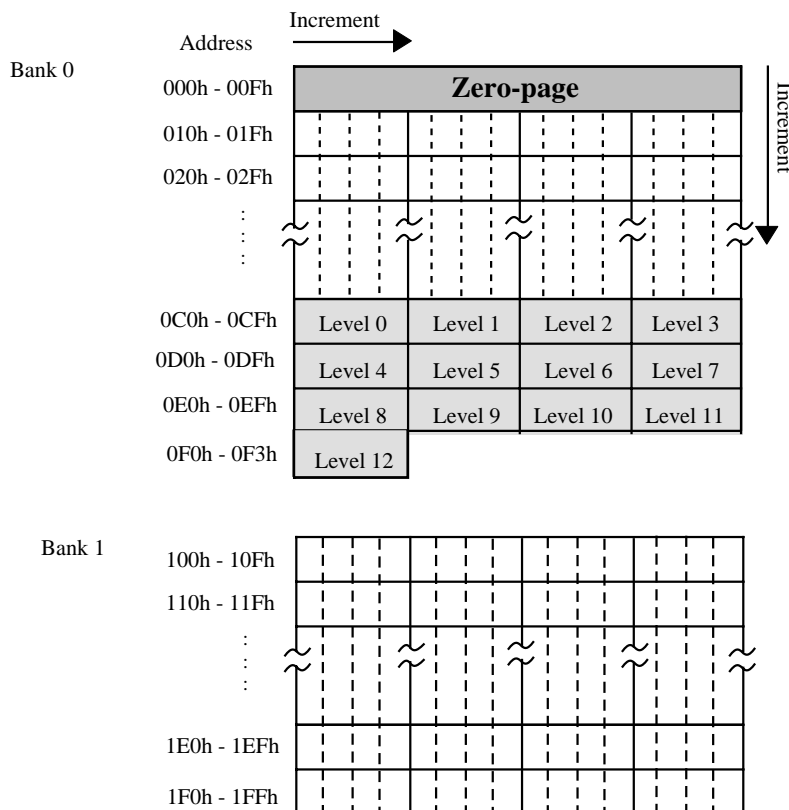 Increment
Address
Bank 0
000h - 00Fh Zero-page
Increment
010h - 01Fh
020h - 02Fh
:
:
:
0C0h - 0CFh Level 0 Level 1 Level 2 Level 3
0D0h - 0DFh Level 4 Level 5 Level 6 Level 7
0E0h - 0EFh Level 8 Level 9 Level 10 Level 11
0F0h - 0F3h Level 12
Bank 1
100h - 10Fh
110h - 11Fh
:
:
:
1E0h - 1EFh
1F0h - 1FFh